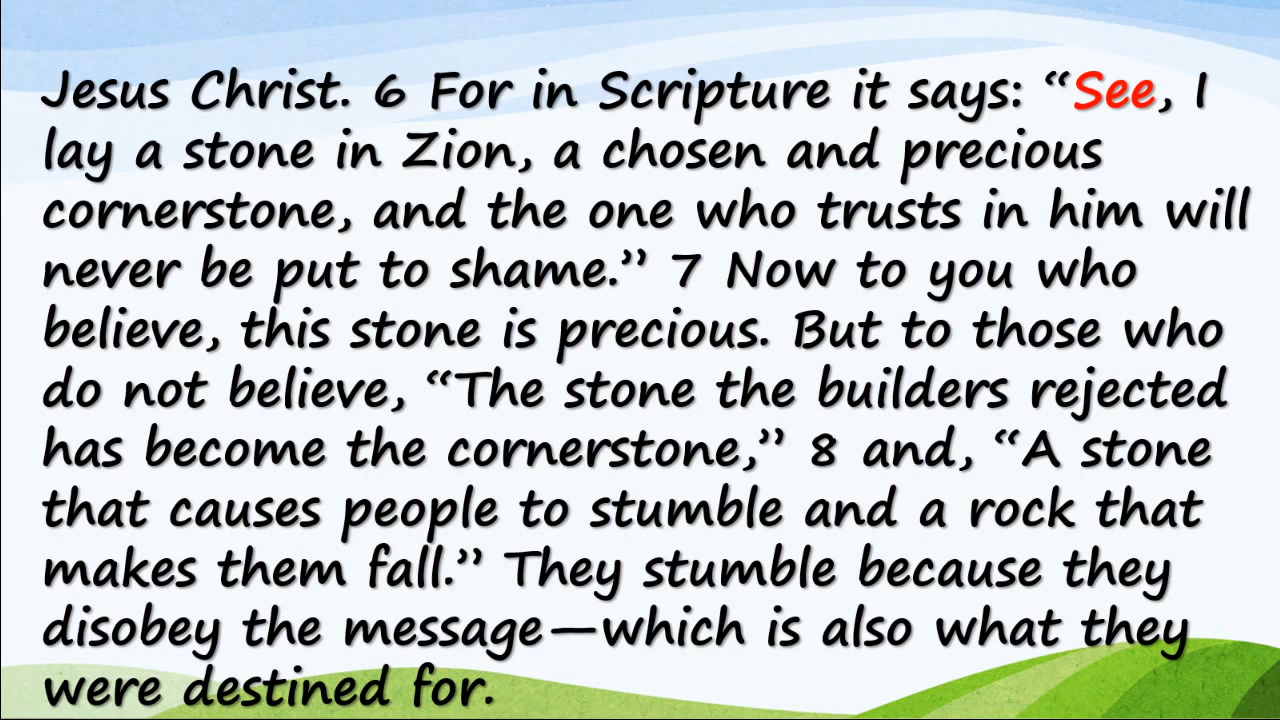 Jesus Christ. 6 For in Scripture it says: “See, I
lay a stone in Zion, a chosen and precious
cornerstone, and the one who trusts in him will
never be put to shame.” 7 Now to you who
believe, this stone is precious. But to those who
do not believe, “The stone the builders rejected
has become the cornerstone,” 8 and, “A stone
that causes people to stumble and a rock that
makes them fall.” They stumble because they
disobey the message—which is also what they
were destined for.